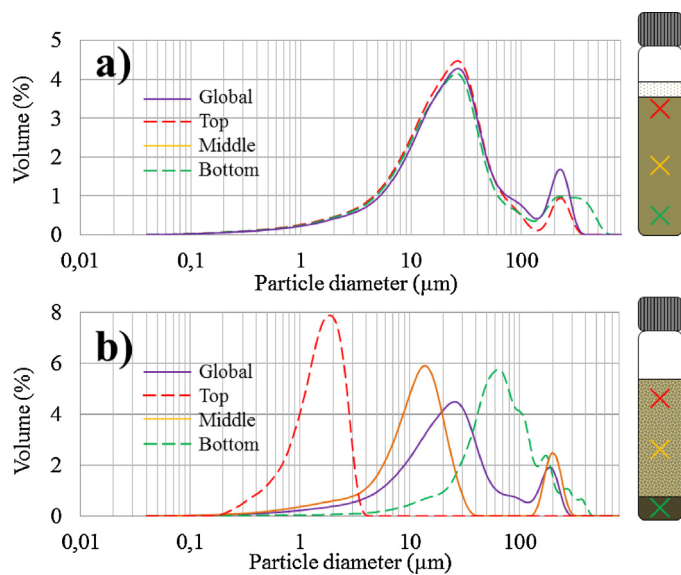 a)
5
4
3
2
1
0
Volume (%)
Global
Top
Middle
Bottom
0,01 0,1 1 10 100
Particle diameter (µm)
b)
8
6
4
2
0
Volume (%)
Global
Top
Middle
Bottom
0,01 0,1 1 10 100
Particle diameter (µm)